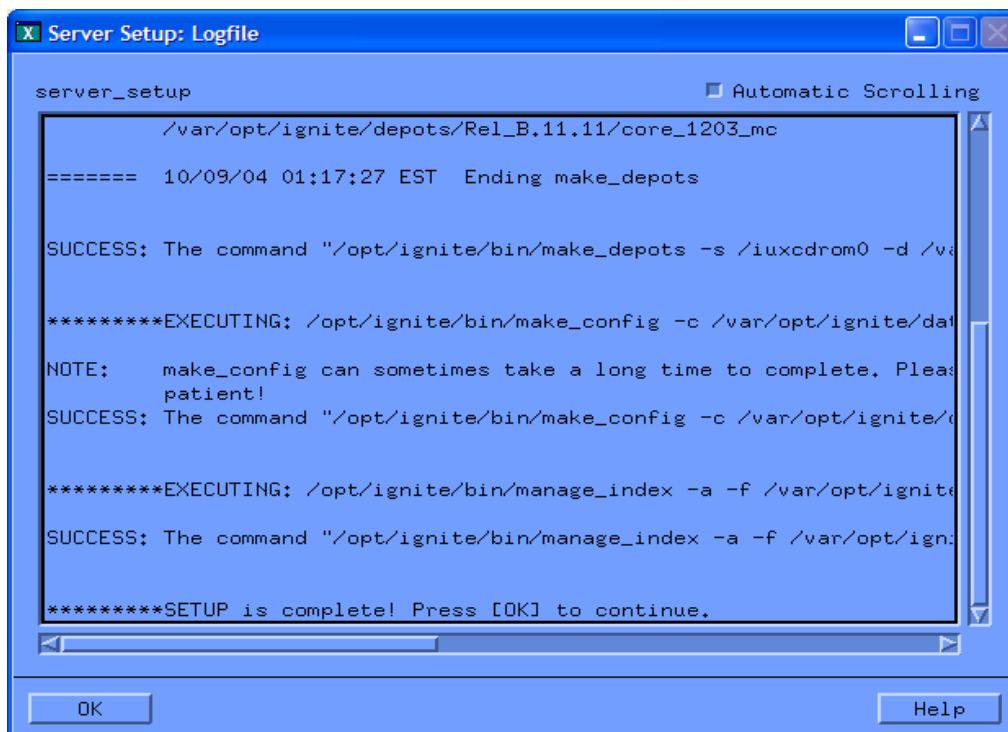 Server Setup: Logfile
server_setup
Automatic Scrolling
/var/opt/ignite/depots/Rel_B.11.11/core_1203_mc
======= 10/09/04 01:17:27 EST Ending make_depots
SUCCESS: The command "/opt/ignite/bin/make_depots -s /iuxcdrom0 -d /va
*********EXECUTING: /opt/ignite/bin/make_config -c /var/opt/ignite/dat
NOTE: make_config can sometimes take a long time to complete. Pleas
patient!
SUCCESS: The command "/opt/ignite/bin/make_config -c /var/opt/ignite/d
*********EXECUTING: /opt/ignite/bin/manage_index -a -f /var/opt/ignite
SUCCESS: The command "/opt/ignite/bin/manage_index -a -f /var/opt/igni
*********SETUP is complete! Press [OK] to continue.
OK
Help